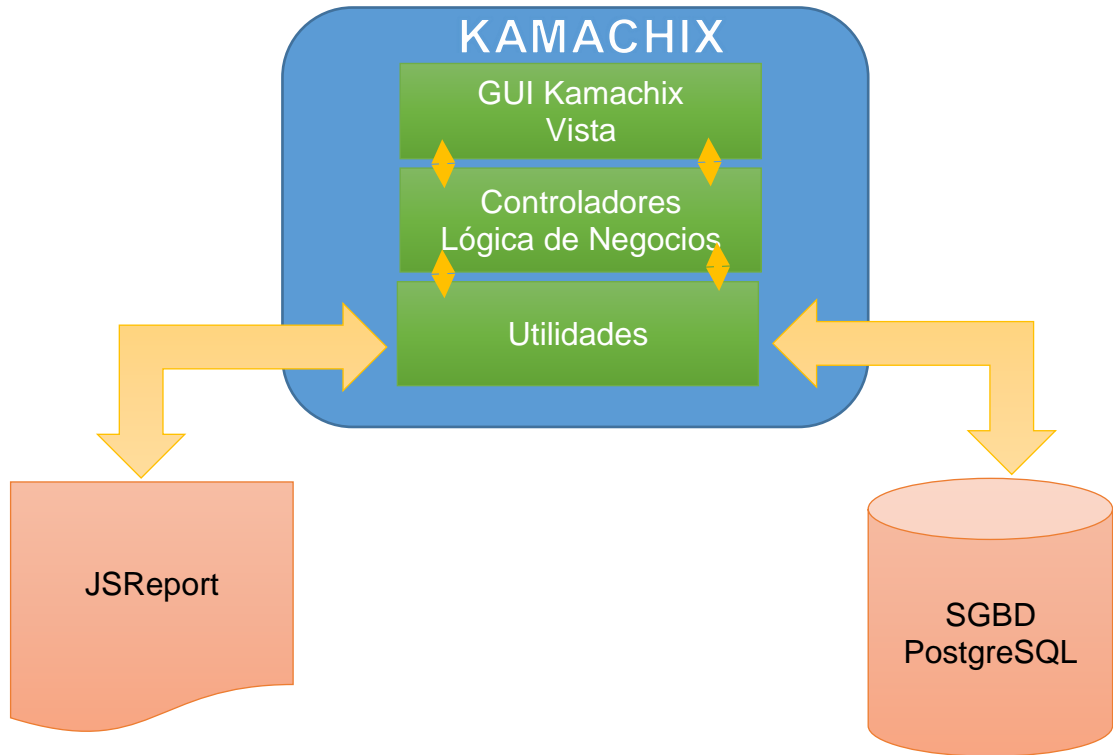 KAMACHIX
GUI Kamachix
Vista
Controladores
Lógica de Negocios
Utilidades
JSReport
SGBD
PostgreSQL